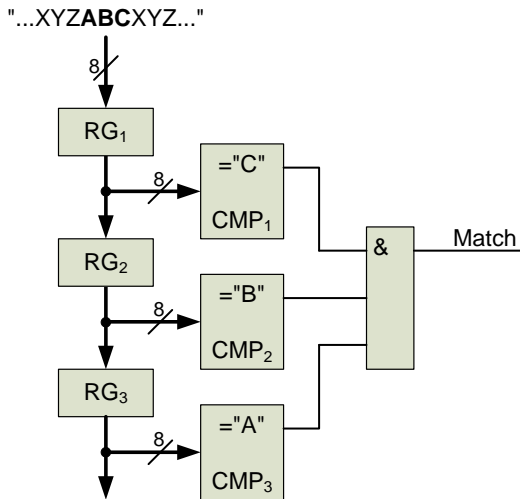 "...XYZABCXYZ..."
8
RG₁
8
="C"
CMP₁
&
Match
RG₂
8
="B"
CMP₂
RG₃
8
="A"
CMP₃